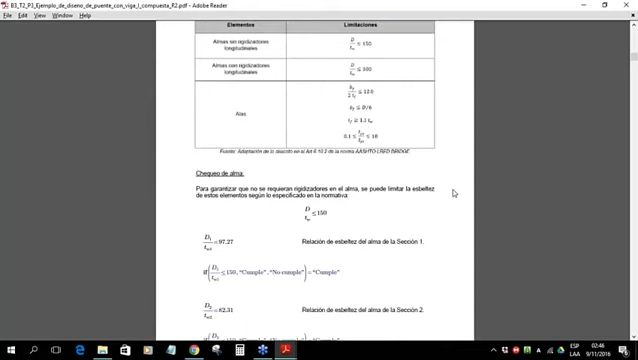 B3_T2_P3_Ejemplo_de_diseno_de_puente_con_viga_I_compuesta_R2.pdf - Adobe Reader
File Edit View Window Help
Elementos Limitaciones
Almas sin rigidizadores longitudinales D/tw ≤ 150
Almas con rigidizadores longitudinales D/tw ≤ 300
Alas
bf/2 tf ≤ 12.0
bf ≥ D/6
tf ≥ 1.1 tw
Fuente: Adaptación de lo descrito en el Art 6.10.2 de la norma AASHTO LRFD BRIDGE.
Chequeo de alma:
Para garantizar que no se requieran rigidizadores en el alma, se puede limitar la esbeltez
de estos elementos según lo especificado en la normativa:
D/tw ≤ 150
D1/tw1 = 97.27 Relación de esbeltez del alma de la Sección 1.
if(D1/tw1 ≤ 150, "Cumple", "No cumple") = "Cumple"
D2/tw2 = 82.31 Relación de esbeltez del alma de la Sección 2.
ESP
LAA
02:46
9/11/2016